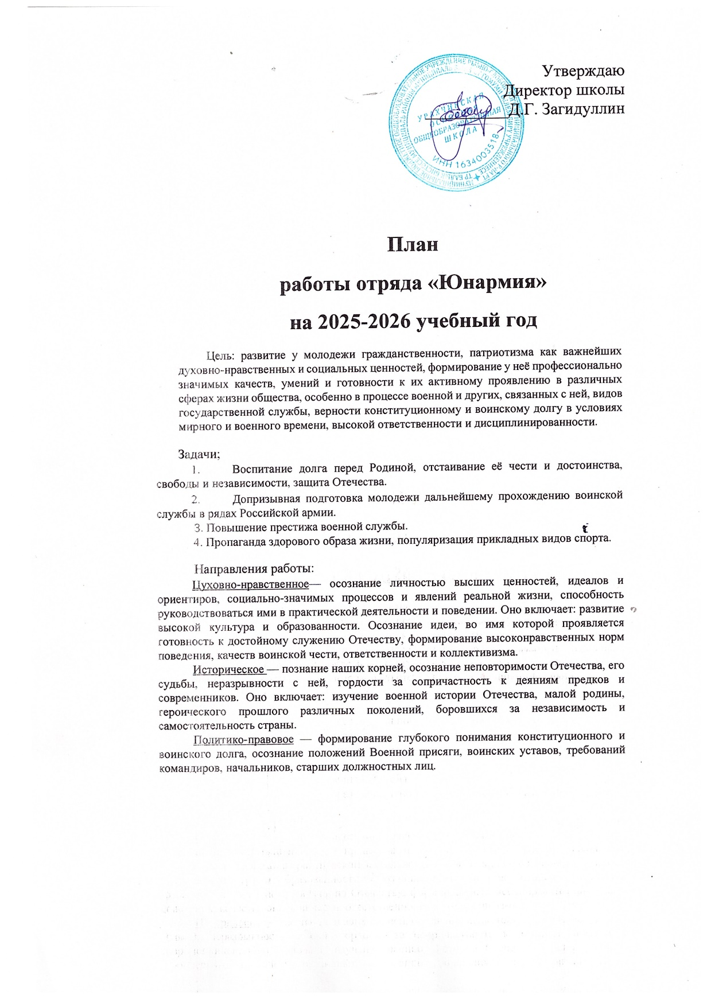 Утверждаю
Директор школы
Д.Г. Загидуллин
УРАХЧИНСКАЯ
ОСНОВНАЯ
ОБЩЕОБРАЗОВАТЕЛЬНАЯ
ШКОЛА
ИНН 1634003518
План
работы отряда «Юнармия»
на 2025-2026 учебный год
Цель: развитие у молодежи гражданственности, патриотизма как важнейших
духовно-нравственных и социальных ценностей, формирование у неё профессионально
значимых качеств, умений и готовности к их активному проявлению в различных
сферах жизни общества, особенно в процессе военной и других, связанных с ней, видов
государственной службы, верности конституционному и воинскому долгу в условиях
мирного и военного времени, высокой ответственности и дисциплинированности.
Задачи;
1. Воспитание долга перед Родиной, отстаивание её чести и достоинства,
свободы и независимости, защита Отечества.
2. Допризывная подготовка молодежи дальнейшему прохождению воинской
службы в рядах Российской армии.
3. Повышение престижа военной службы.
4. Пропаганда здорового образа жизни, популяризация прикладных видов спорта.
Направления работы:
Духовно-нравственное— осознание личностью высших ценностей, идеалов и
ориентиров, социально-значимых процессов и явлений реальной жизни, способность
руководствоваться ими в практической деятельности и поведении. Оно включает: развитие
высокой культура и образованности. Осознание идеи, во имя которой проявляется
готовность к достойному служению Отечеству, формирование высоконравственных норм
поведения, качеств воинской чести, ответственности и коллективизма.
Историческое — познание наших корней, осознание неповторимости Отечества, его
судьбы, неразрывности с ней, гордости за сопричастность к деяниям предков и
современников. Оно включает: изучение военной истории Отечества, малой родины,
героического прошлого различных поколений, боровшихся за независимость и
самостоятельность страны.
Политико-правовое — формирование глубокого понимания конституционного и
воинского долга, осознание положений Военной присяги, воинских уставов, требований
командиров, начальников, старших должностных лиц.